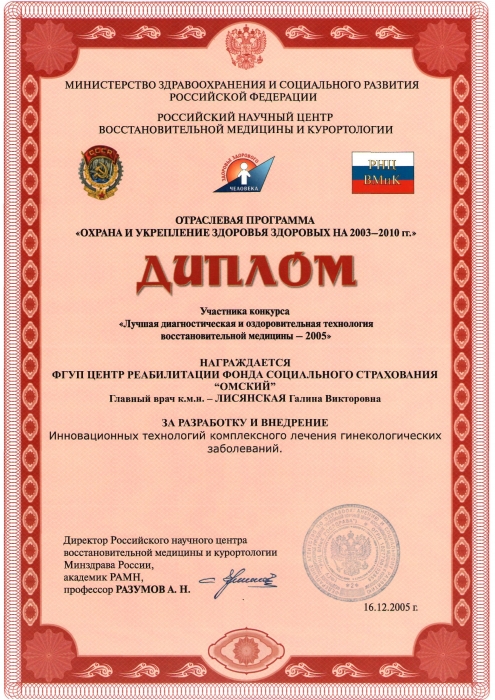 МИНИСТЕРСТВО ЗДРАВООХРАНЕНИЯ И СОЦИАЛЬНОГО РАЗВИТИЯ
РОССИЙСКОЙ ФЕДЕРАЦИИ
РОССИЙСКИЙ НАУЧНЫЙ ЦЕНТР
ВОССТАНОВИТЕЛЬНОЙ МЕДИЦИНЫ И КУРОРТОЛОГИИ
СССР
ЗДОРОВЬЕ ЗДОРОВОГО
ЧЕЛОВЕКА
РНЦ
ВМиК
ОТРАСЛЕВАЯ ПРОГРАММА
«ОХРАНА И УКРЕПЛЕНИЕ ЗДОРОВЬЯ ЗДОРОВЫХ НА 2003–2010 гг.»
ДИПЛОМ
Участника конкурса
«Лучшая диагностическая и оздоровительная технология
восстановительной медицины – 2005»
НАГРАЖДАЕТСЯ
ФГУП ЦЕНТР РЕАБИЛИТАЦИИ ФОНДА СОЦИАЛЬНОГО СТРАХОВАНИЯ
“ОМСКИЙ”
Главный врач к.м.н. – ЛИСЯНСКАЯ Галина Викторовна
ЗА РАЗРАБОТКУ И ВНЕДРЕНИЕ
Инновационных технологий комплексного лечения гинекологических
заболеваний.
Директор Российского научного центра
восстановительной медицины и курортологии
Минздрава России,
академик РАМН,
профессор РАЗУМОВ А. Н.
16.12.2005 г.